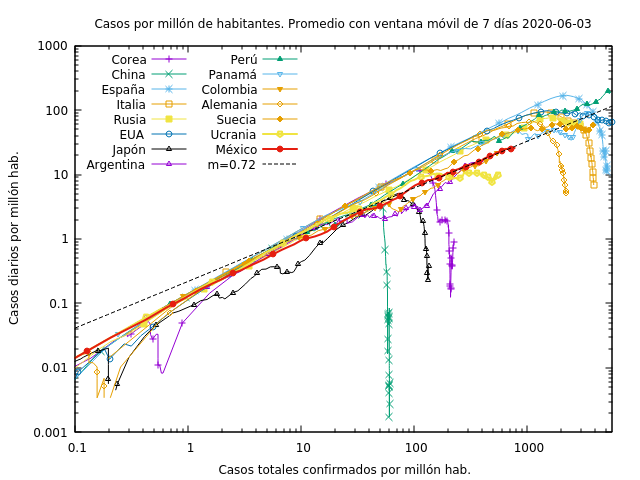 Casos por millón de habitantes. Promedio con ventana móvil de 7 días 2020-06-03
1000
100
10
1
0.1
0.01
0.001
Casos diarios por millón hab.
Corea
China
España
Italia
Rusia
EUA
Japón
Argentina
Perú
Panamá
Colombia
Alemania
Suecia
Ucrania
México
m=0.72
0.1 1 10 100 1000
Casos totales confirmados por millón hab.